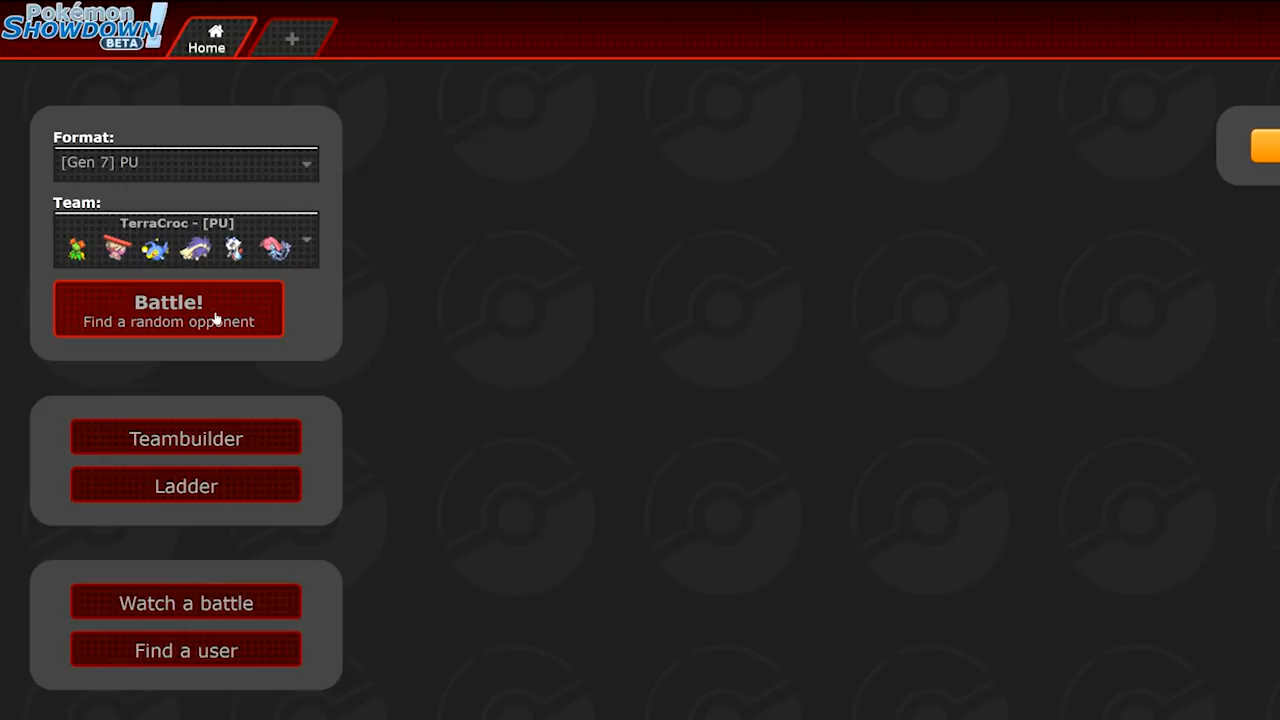 Pokémon
SHOWDOWN!
BETA
Home
Format:
[Gen 7] PU
Team:
TerraCroc - [PU]
Battle!
Find a random opponent
Teambuilder
Ladder
Watch a battle
Find a user